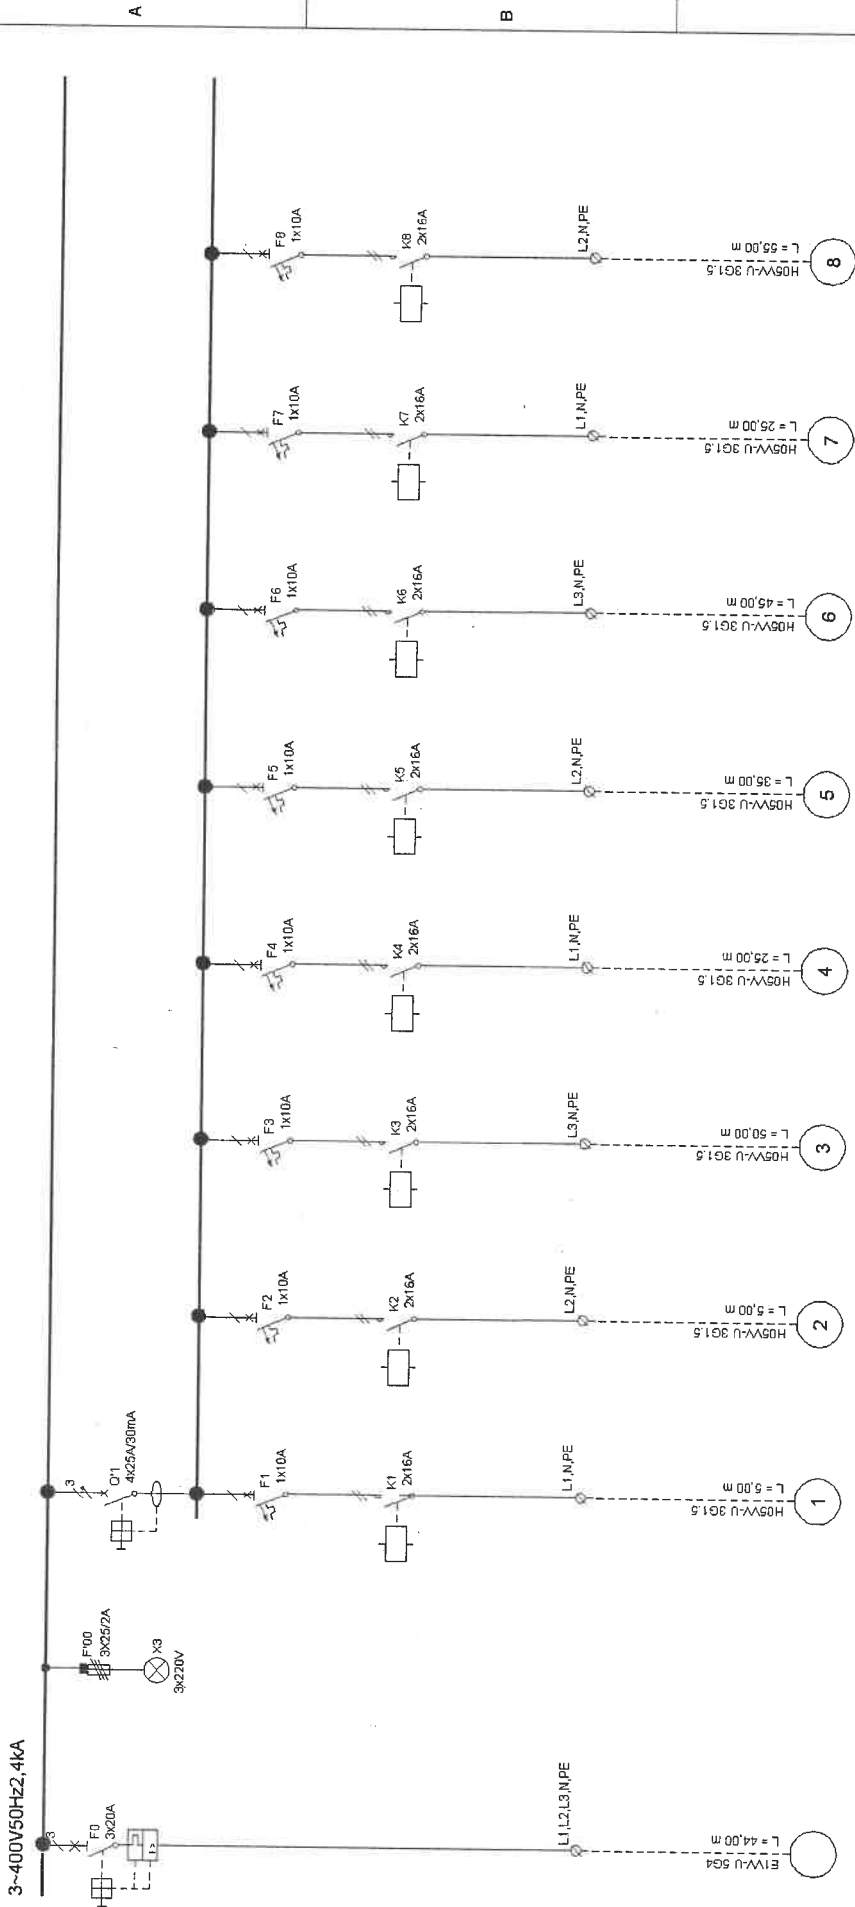 A
B
3~400V50Hz2,4kA
3
F0
3x20A
I>
L1,L2,L3,N,PE
E1VV-U 5G4
L = 44,00 m
F'00
3X25/2A
X3
3x220V
3
Q'1
4x25A/30mA
F1
1x10A
K1
2x16A
L1,N,PE
H05VV-U 3G1.5
L = 5,00 m
1
F2
1x10A
K2
2x16A
L2,N,PE
H05VV-U 3G1.5
L = 5,00 m
2
F3
1x10A
K3
2x16A
L3,N,PE
H05VV-U 3G1.5
L = 50,00 m
3
F4
1x10A
K4
2x16A
L1,N,PE
H05VV-U 3G1.5
L = 25,00 m
4
F5
1x10A
K5
2x16A
L2,N,PE
H05VV-U 3G1.5
L = 35,00 m
5
F6
1x10A
K6
2x16A
L3,N,PE
H05VV-U 3G1.5
L = 45,00 m
6
F7
1x10A
K7
2x16A
L1,N,PE
H05VV-U 3G1.5
L = 25,00 m
7
F8
1x10A
K8
2x16A
L2,N,PE
H05VV-U 3G1.5
L = 55,00 m
8